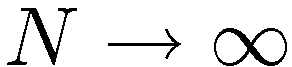 N → ∞